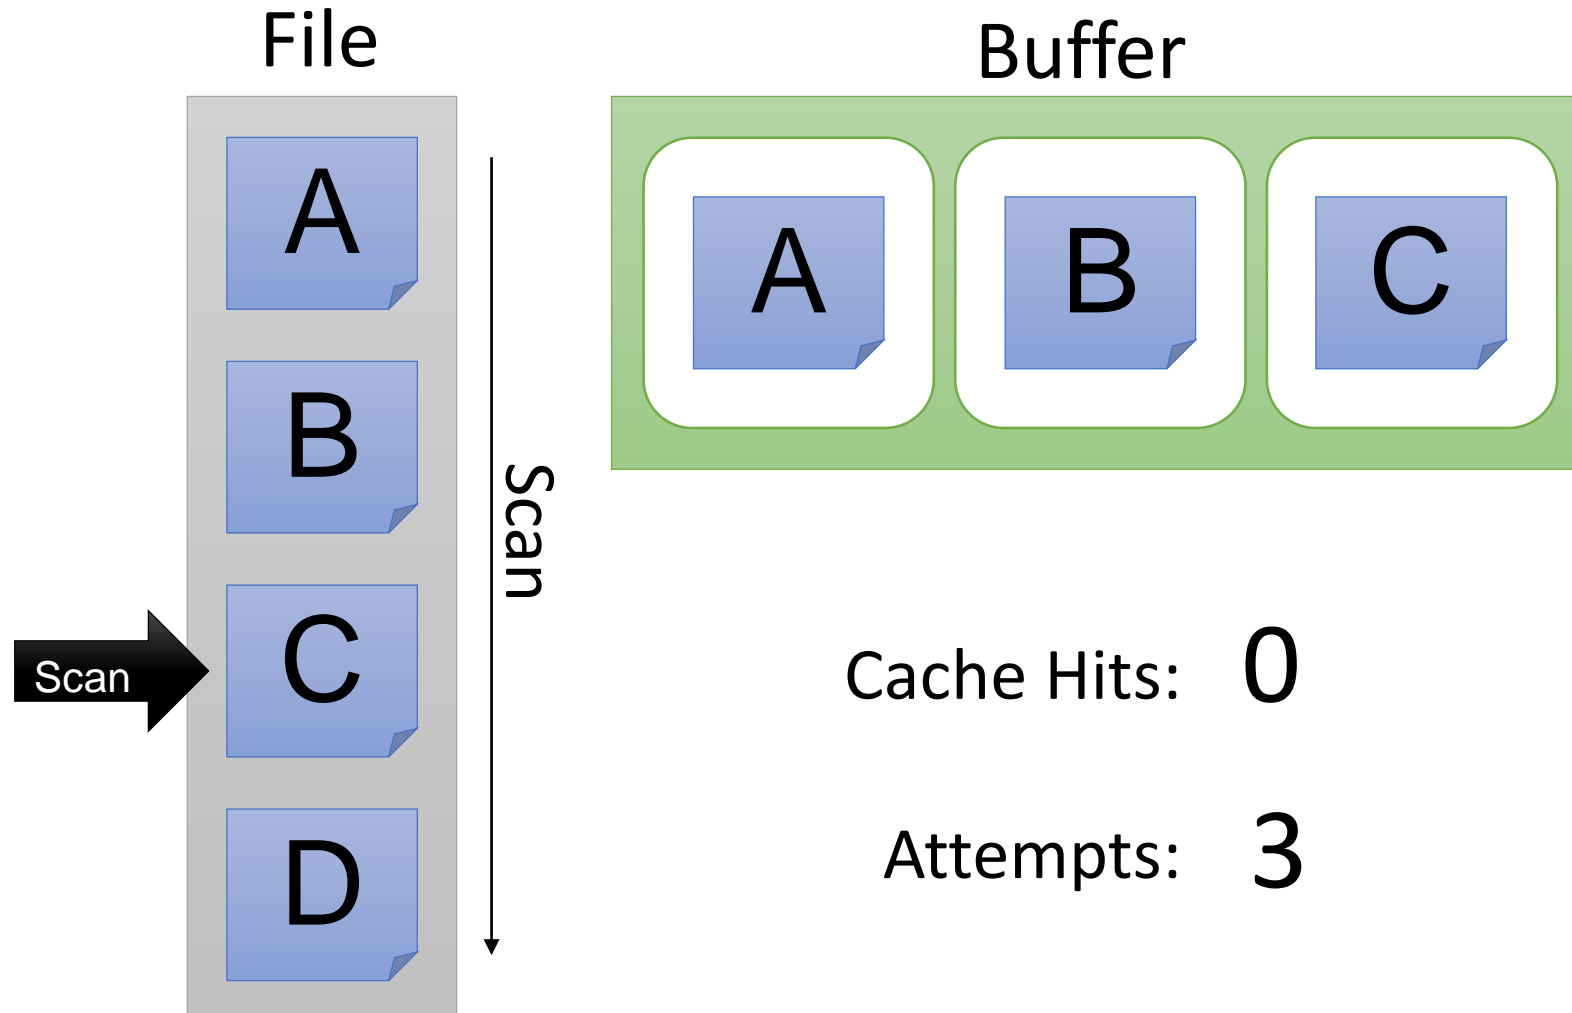 File
A
B
C
D
Scan
Scan
Buffer
A
B
C
Cache Hits: 0
Attempts: 3